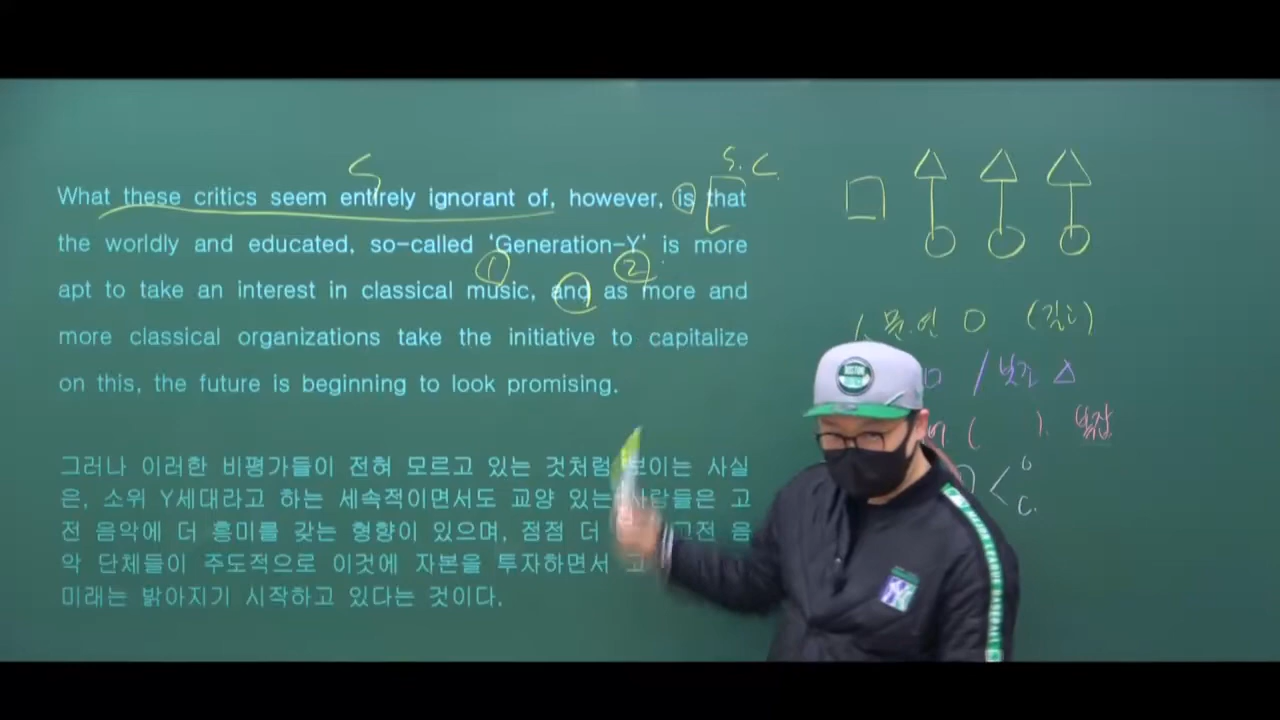 What these critics seem entirely ignorant of, however, is that
the worldly and educated, so-called 'Generation-Y' is more
apt to take an interest in classical music, and as more and
more classical organizations take the initiative to capitalize
on this, the future is beginning to look promising.
그러나 이러한 비평가들이 전혀 모르고 있는 것처럼 보이는 사실
은, 소위 Y세대라고 하는 세속적이면서도 교양 있는 사람들은 고
전 음악에 더 흥미를 갖는 형향이 있으며, 점점 더 고전 음
악 단체들이 주도적으로 이것에 자본을 투자하면서 고
미래는 밝아지기 시작하고 있다는 것이다.
S
S.C.
① ②